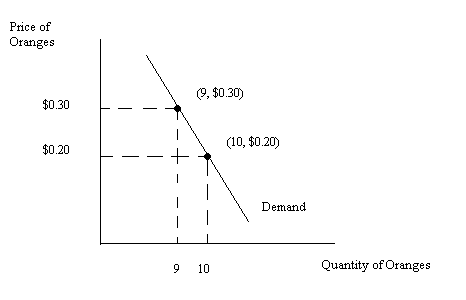 Price of
Oranges
$0.30
(9, $0.30)
$0.20
(10, $0.20)
Demand
9 10
Quantity of Oranges